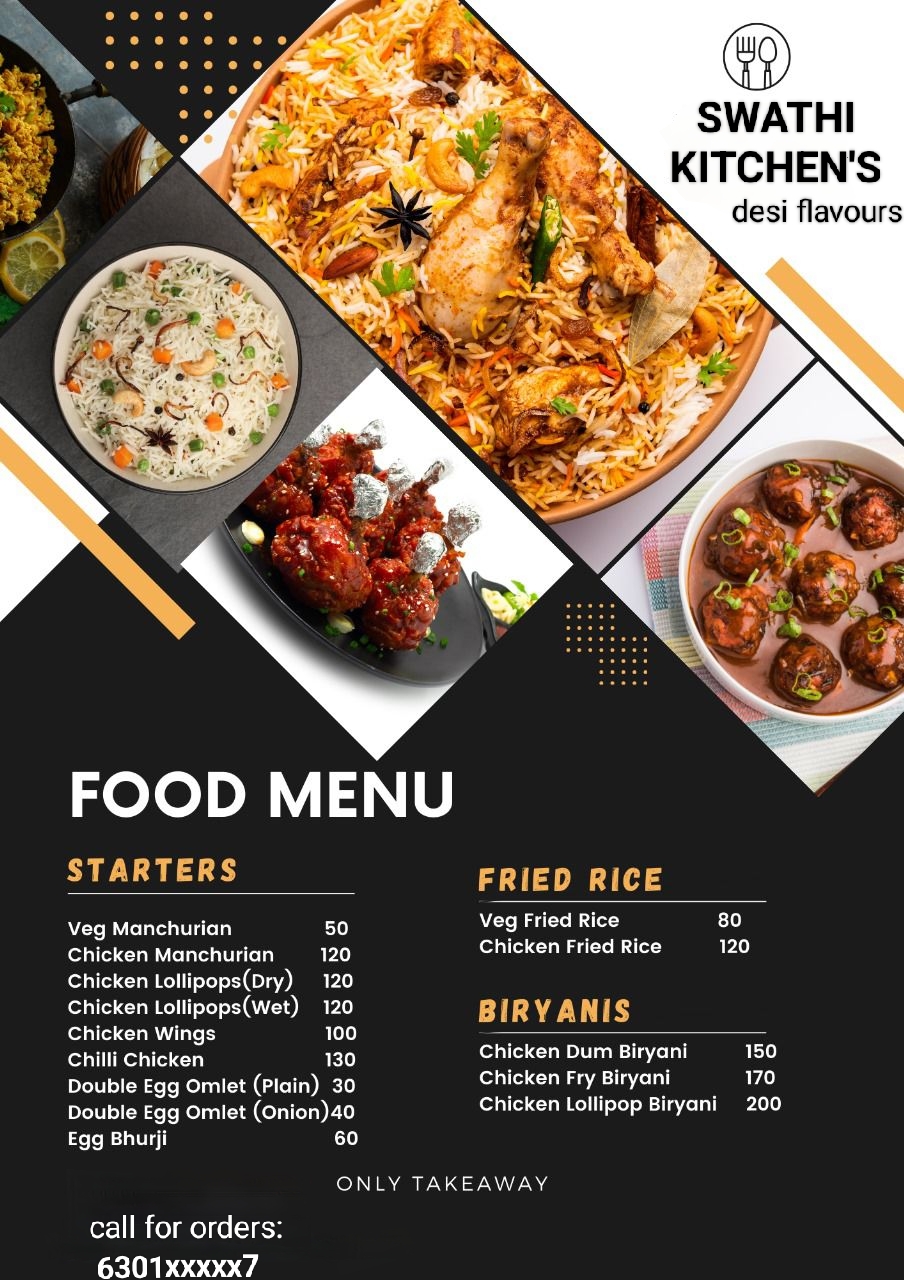 SWATHI
KITCHEN'S
desi flavours
FOOD MENU
STARTERS
Veg Manchurian 50
Chicken Manchurian 120
Chicken Lollipops(Dry) 120
Chicken Lollipops(Wet) 120
Chicken Wings 100
Chilli Chicken 130
Double Egg Omlet (Plain) 30
Double Egg Omlet (Onion)40
Egg Bhurji 60
FRIED RICE
Veg Fried Rice 80
Chicken Fried Rice 120
BIRYANIS
Chicken Dum Biryani 150
Chicken Fry Biryani 170
Chicken Lollipop Biryani 200
ONLY TAKEAWAY
call for orders:
6301xxxxx7